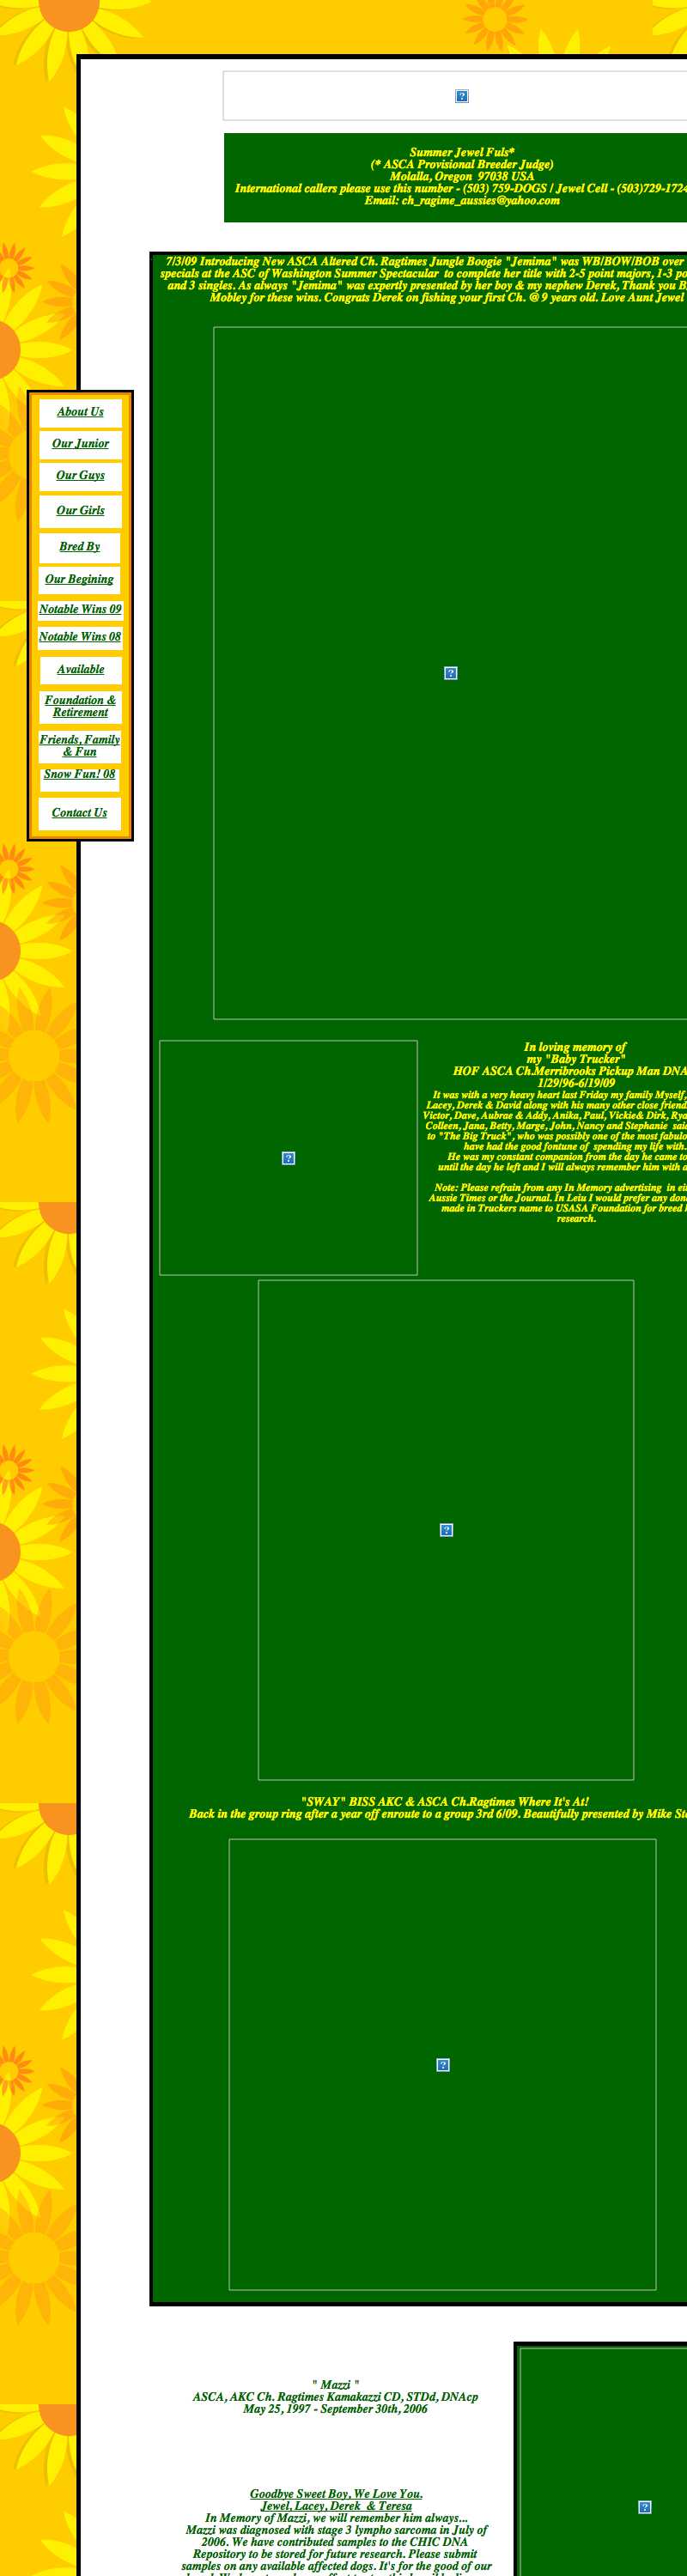 Summer Jewel Fuls*
(* ASCA Provisional Breeder Judge)
Molalla, Oregon  97038 USA
International callers please use this number - (503) 759-DOGS / Jewel Cell - (503)729-1724
Email: ch_ragime_aussies@yahoo.com
7/3/09 Introducing New ASCA Altered Ch. Ragtimes Jungle Boogie "Jemima" was WB/BOW/BOB over
specials at the ASC of Washington Summer Spectacular  to complete her title with 2-5 point majors, 1-3
and 3 singles. As always "Jemima" was expertly presented by her boy & my nephew Derek, Thank you
Mobley for these wins. Congrats Derek on fishing your first Ch. @ 9 years old. Love Aunt Jewel
About Us
Our Junior
Our Guys
Our Girls
Bred By
Our Begining
Notable Wins 09
Notable Wins 08
Available
Foundation &
Retirement
Friends, Family
& Fun
Snow Fun! 08
Contact Us
In loving memory of
my "Baby Trucker"
HOF ASCA Ch.Merribrooks Pickup Man DNA
1/29/96-6/19/09
It was with a very heavy heart last Friday my family Myself,
Lacey, Derek & David along with his many other close
Victor, Dave, Aubrae & Addy, Anika, Paul, Vickie& Dirk,
Colleen, Jana, Betty, Marge, John, Nancy and Stephanie
to "The Big Truck", who was possibly one of the most
have had the good fontune of  spending my life with.
He was my constant companion from the day he came
until the day he left and I will always remember him with
Note: Please refrain from any In Memory advertising  in
Aussie Times or the Journal. In Leiu I would prefer any
made in Truckers name to USASA Foundation for breed
research.
"SWAY" BISS AKC & ASCA Ch.Ragtimes Where It's At!
Back in the group ring after a year off enroute to a group 3rd 6/09. Beautifully presented by Mike
" Mazzi "
ASCA, AKC Ch. Ragtimes Kamakazzi CD, STDd, DNAcp
May 25, 1997 - September 30th, 2006
Goodbye Sweet Boy, We Love You.
Jewel, Lacey, Derek  & Teresa
In Memory of Mazzi, we will remember him always...
Mazzi was diagnosed with stage 3 lympho sarcoma in July of
2006. We have contributed samples to the CHIC DNA
Repository to be stored for future research. Please submit
samples on any available affected dogs. It's for the good of our